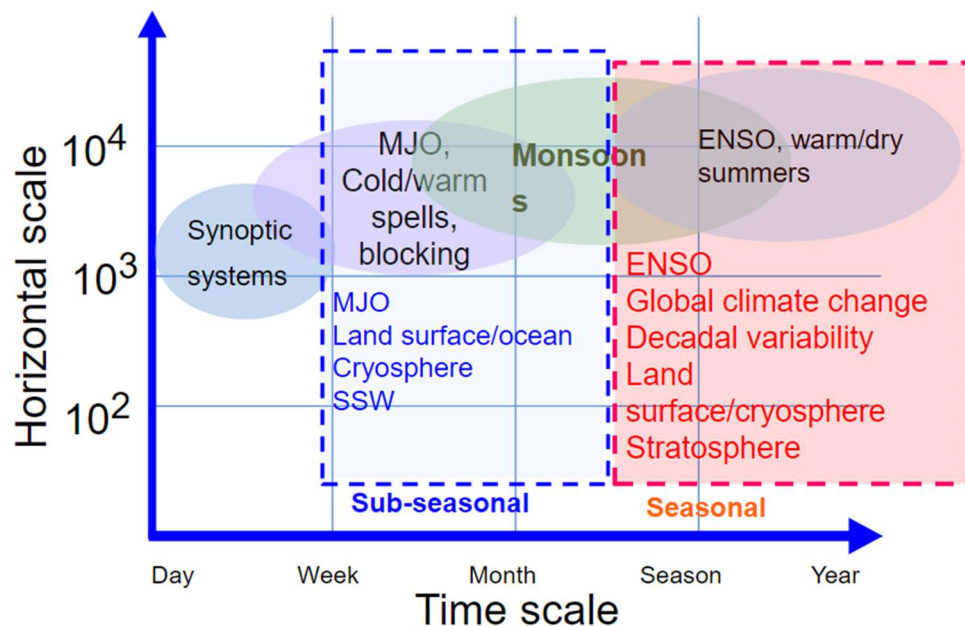 Horizontal scale
10⁴
10³
10²
Synoptic
systems
MJO,
Cold/warm
spells,
blocking
Monsoon
s
ENSO, warm/dry
summers
MJO
Land surface/ocean
Cryosphere
SSW
ENSO
Global climate change
Decadal variability
Land
surface/cryosphere
Stratosphere
Sub-seasonal
Seasonal
Day
Week
Month
Season
Year
Time scale